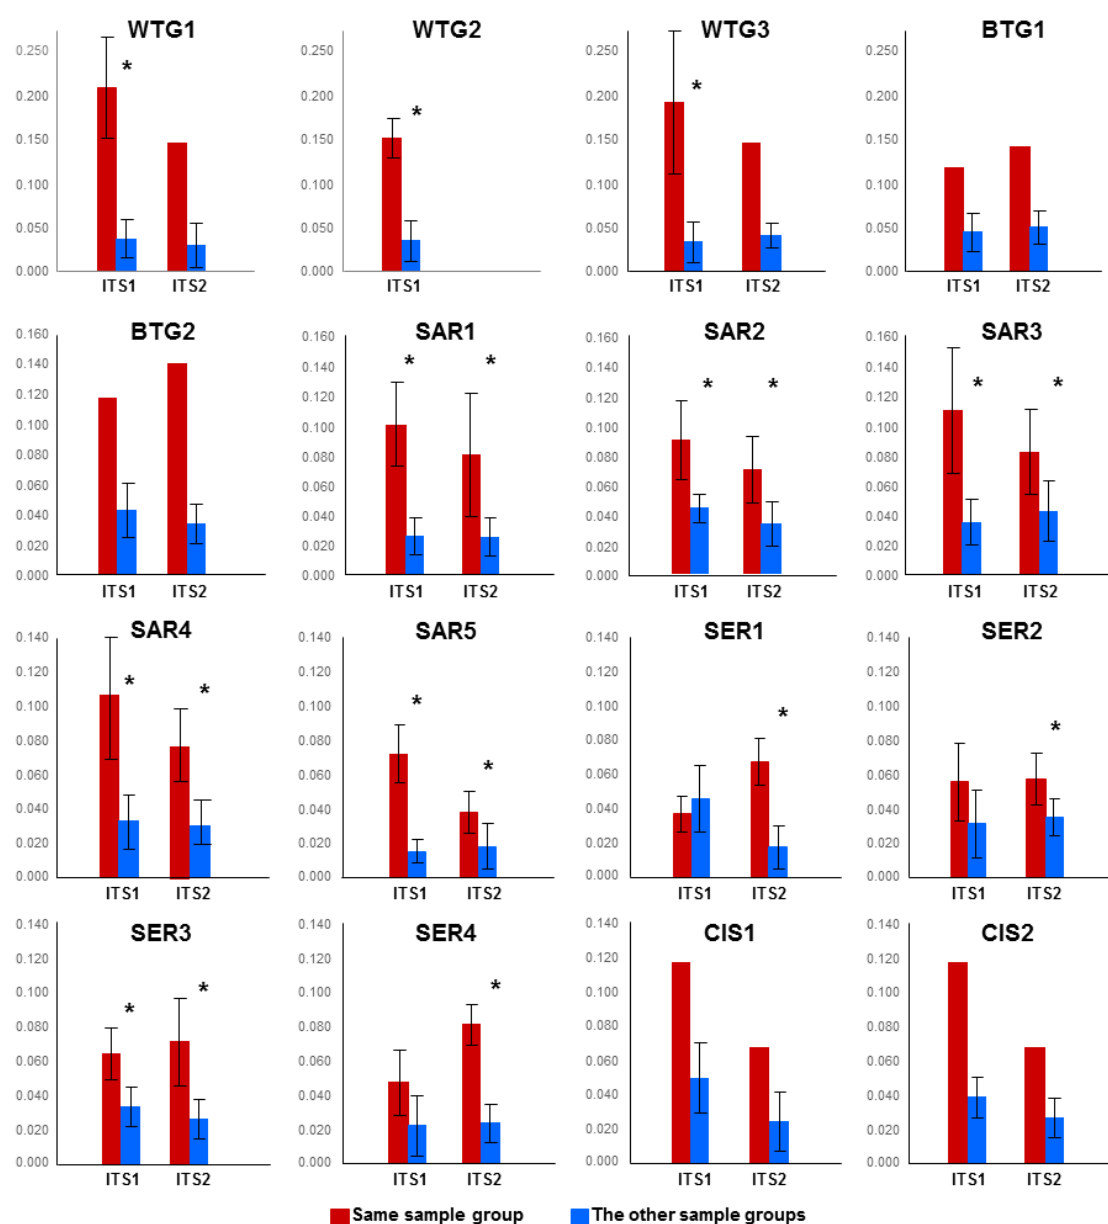 WTG1 WTG2 WTG3 BTG1
0.250 0.250 0.250 0.250
* * *
0.200 0.200 0.200 0.200
0.150 0.150 0.150 0.150
0.100 0.100 0.100 0.100
0.050 0.050 0.050 0.050
0.000 0.000 0.000 0.000
ITS1 ITS2 ITS1 ITS1 ITS2 ITS1 ITS2
BTG2 SAR1 SAR2 SAR3
0.160 0.160 0.160 0.160
* * * * * *
0.140 0.140 0.140 0.140
0.120 0.120 0.120 0.120
0.100 0.100 0.100 0.100
0.080 0.080 0.080 0.080
0.060 0.060 0.060 0.060
0.040 0.040 0.040 0.040
0.020 0.020 0.020 0.020
0.000 0.000 0.000 0.000
ITS1 ITS2 ITS1 ITS2 ITS1 ITS2 ITS1 ITS2
SAR4 SAR5 SER1 SER2
0.140 0.140 0.140 0.140
0.120 0.120 0.120 0.120
* * * * * *
0.100 0.100 0.100 0.100
0.080 0.080 0.080 0.080
0.060 0.060 0.060 0.060
0.040 0.040 0.040 0.040
0.020 0.020 0.020 0.020
0.000 0.000 0.000 0.000
ITS1 ITS2 ITS1 ITS2 ITS1 ITS2 ITS1 ITS2
SER3 SER4 CIS1 CIS2
0.140 0.140 0.140 0.140
0.120 0.120 0.120 0.120
* * *
0.100 0.100 0.100 0.100
0.080 0.080 0.080 0.080
0.060 0.060 0.060 0.060
0.040 0.040 0.040 0.040
0.020 0.020 0.020 0.020
0.000 0.000 0.000 0.000
ITS1 ITS2 ITS1 ITS2 ITS1 ITS2 ITS1 ITS2
Same sample group The other sample groups